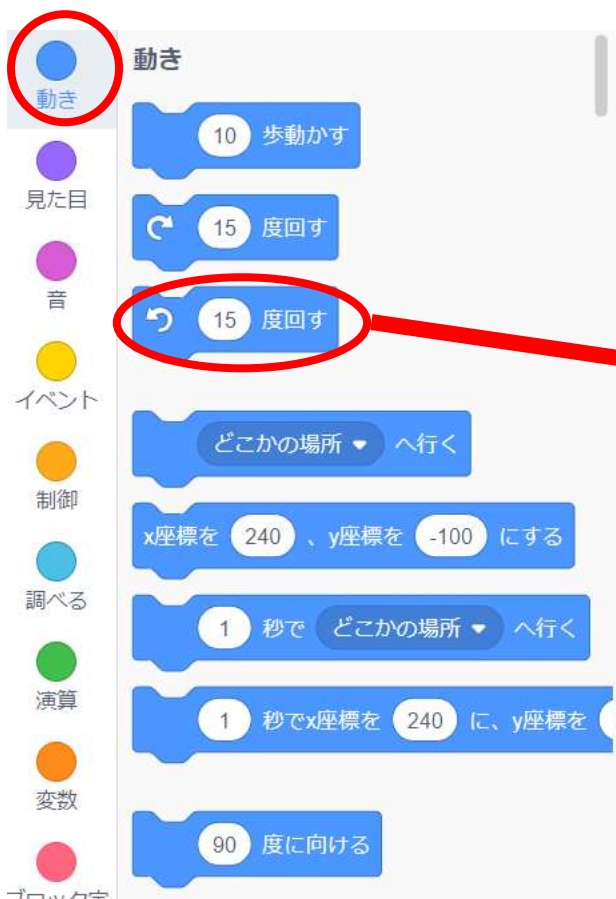 動き
動き
見た目
音
イベント
制御
調べる
演算
変数
10 歩動かす
15 度回す
15 度回す
どこかの場所 へ行く
x座標を 240 、y座標を -100 にする
1 秒で どこかの場所 へ行く
1 秒でx座標を 240 に、y座標を
90 度に向ける